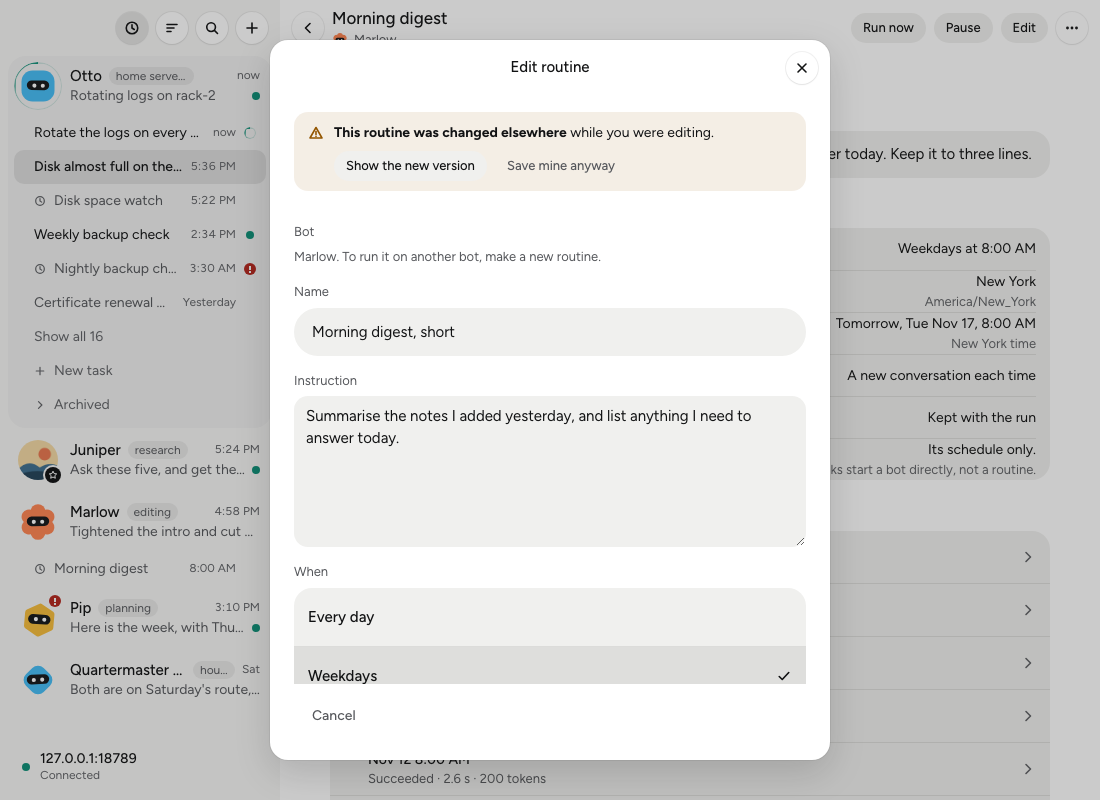 Otto home serve… now
Rotating logs on rack-2
Rotate the logs on every … now
Disk almost full on the… 5:36 PM
Disk space watch 5:22 PM
Weekly backup check 2:34 PM
Nightly backup ch… 3:30 AM
Certificate renewal … Yesterday
Show all 16
New task
Archived
Juniper research 5:24 PM
Ask these five, and get the…
Marlow editing 4:58 PM
Tightened the intro and cut …
Morning digest 8:00 AM
Pip planning 3:10 PM
Here is the week, with Thu…
Quartermaster … hou… Sat
Both are on Saturday's route,…
127.0.0.1:18789
Connected
Morning digest
Marlow
Run now Pause Edit
Edit routine
This routine was changed elsewhere while you were editing.
Show the new version Save mine anyway
Bot
Marlow. To run it on another bot, make a new routine.
Name
Morning digest, short
Instruction
Summarise the notes I added yesterday, and list anything I need to
answer today.
When
Every day
Weekdays
Cancel
er today. Keep it to three lines.
Weekdays at 8:00 AM
New York
America/New_York
Tomorrow, Tue Nov 17, 8:00 AM
New York time
A new conversation each time
Kept with the run
Its schedule only.
ks start a bot directly, not a routine.
Nov 12 8:00 AM
Succeeded · 2.6 s · 200 tokens